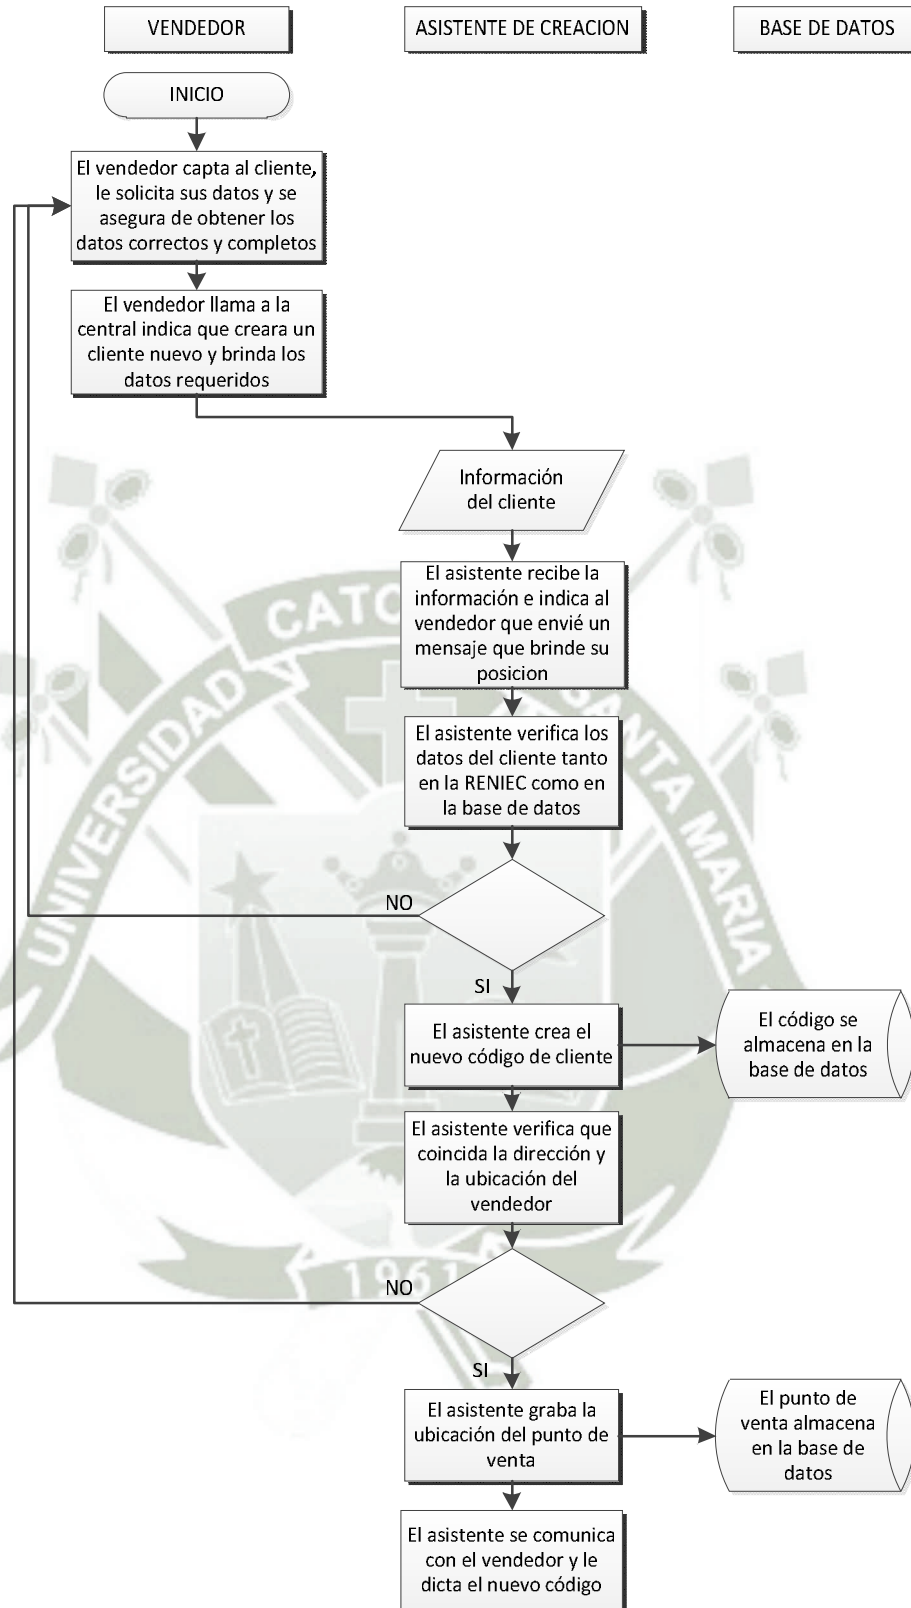 VENDEDOR
ASISTENTE DE CREACION
BASE DE DATOS
INICIO
El vendedor capta al cliente,
le solicita sus datos y se
asegura de obtener los
datos correctos y completos
El vendedor llama a la
central indica que creara un
cliente nuevo y brinda los
datos requeridos
Información
del cliente
El asistente recibe la
información e indica al
vendedor que envié un
mensaje que brinde su
posicion
El asistente verifica los
datos del cliente tanto
en la RENIEC como en
la base de datos
NO
SI
El asistente crea el
nuevo código de cliente
El código se
almacena en la
base de datos
El asistente verifica que
coincida la dirección y
la ubicación del
vendedor
NO
SI
El asistente graba la
ubicación del punto de
venta
El punto de
venta almacena
en la base de
datos
El asistente se comunica
con el vendedor y le
dicta el nuevo código
UNIVERSIDAD
SANTA MARIA
1961